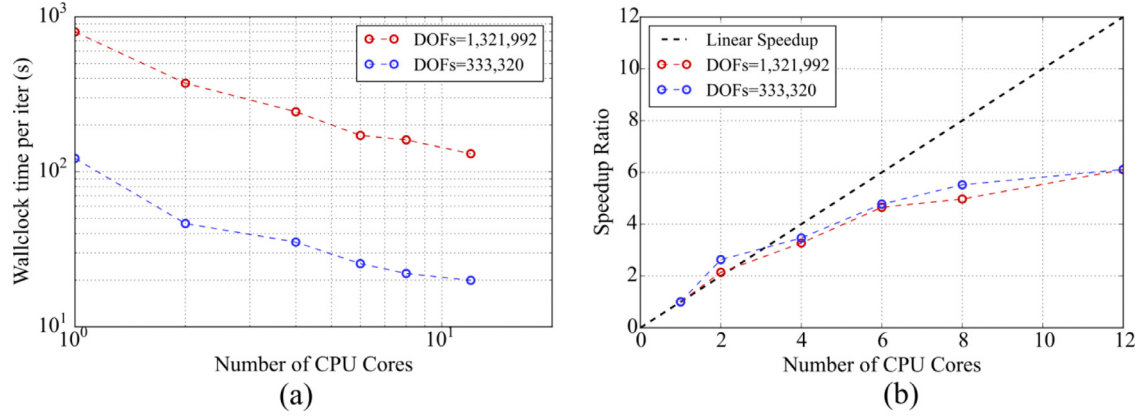 10³
10²
10¹
Wallclock time per iter (s)
DOFs=1,321,992
DOFs=333,320
10⁰
10¹
Number of CPU Cores
(a)
12
10
8
6
4
2
0
Speedup Ratio
Linear Speedup
DOFs=1,321,992
DOFs=333,320
0 2 4 6 8 10 12
Number of CPU Cores
(b)